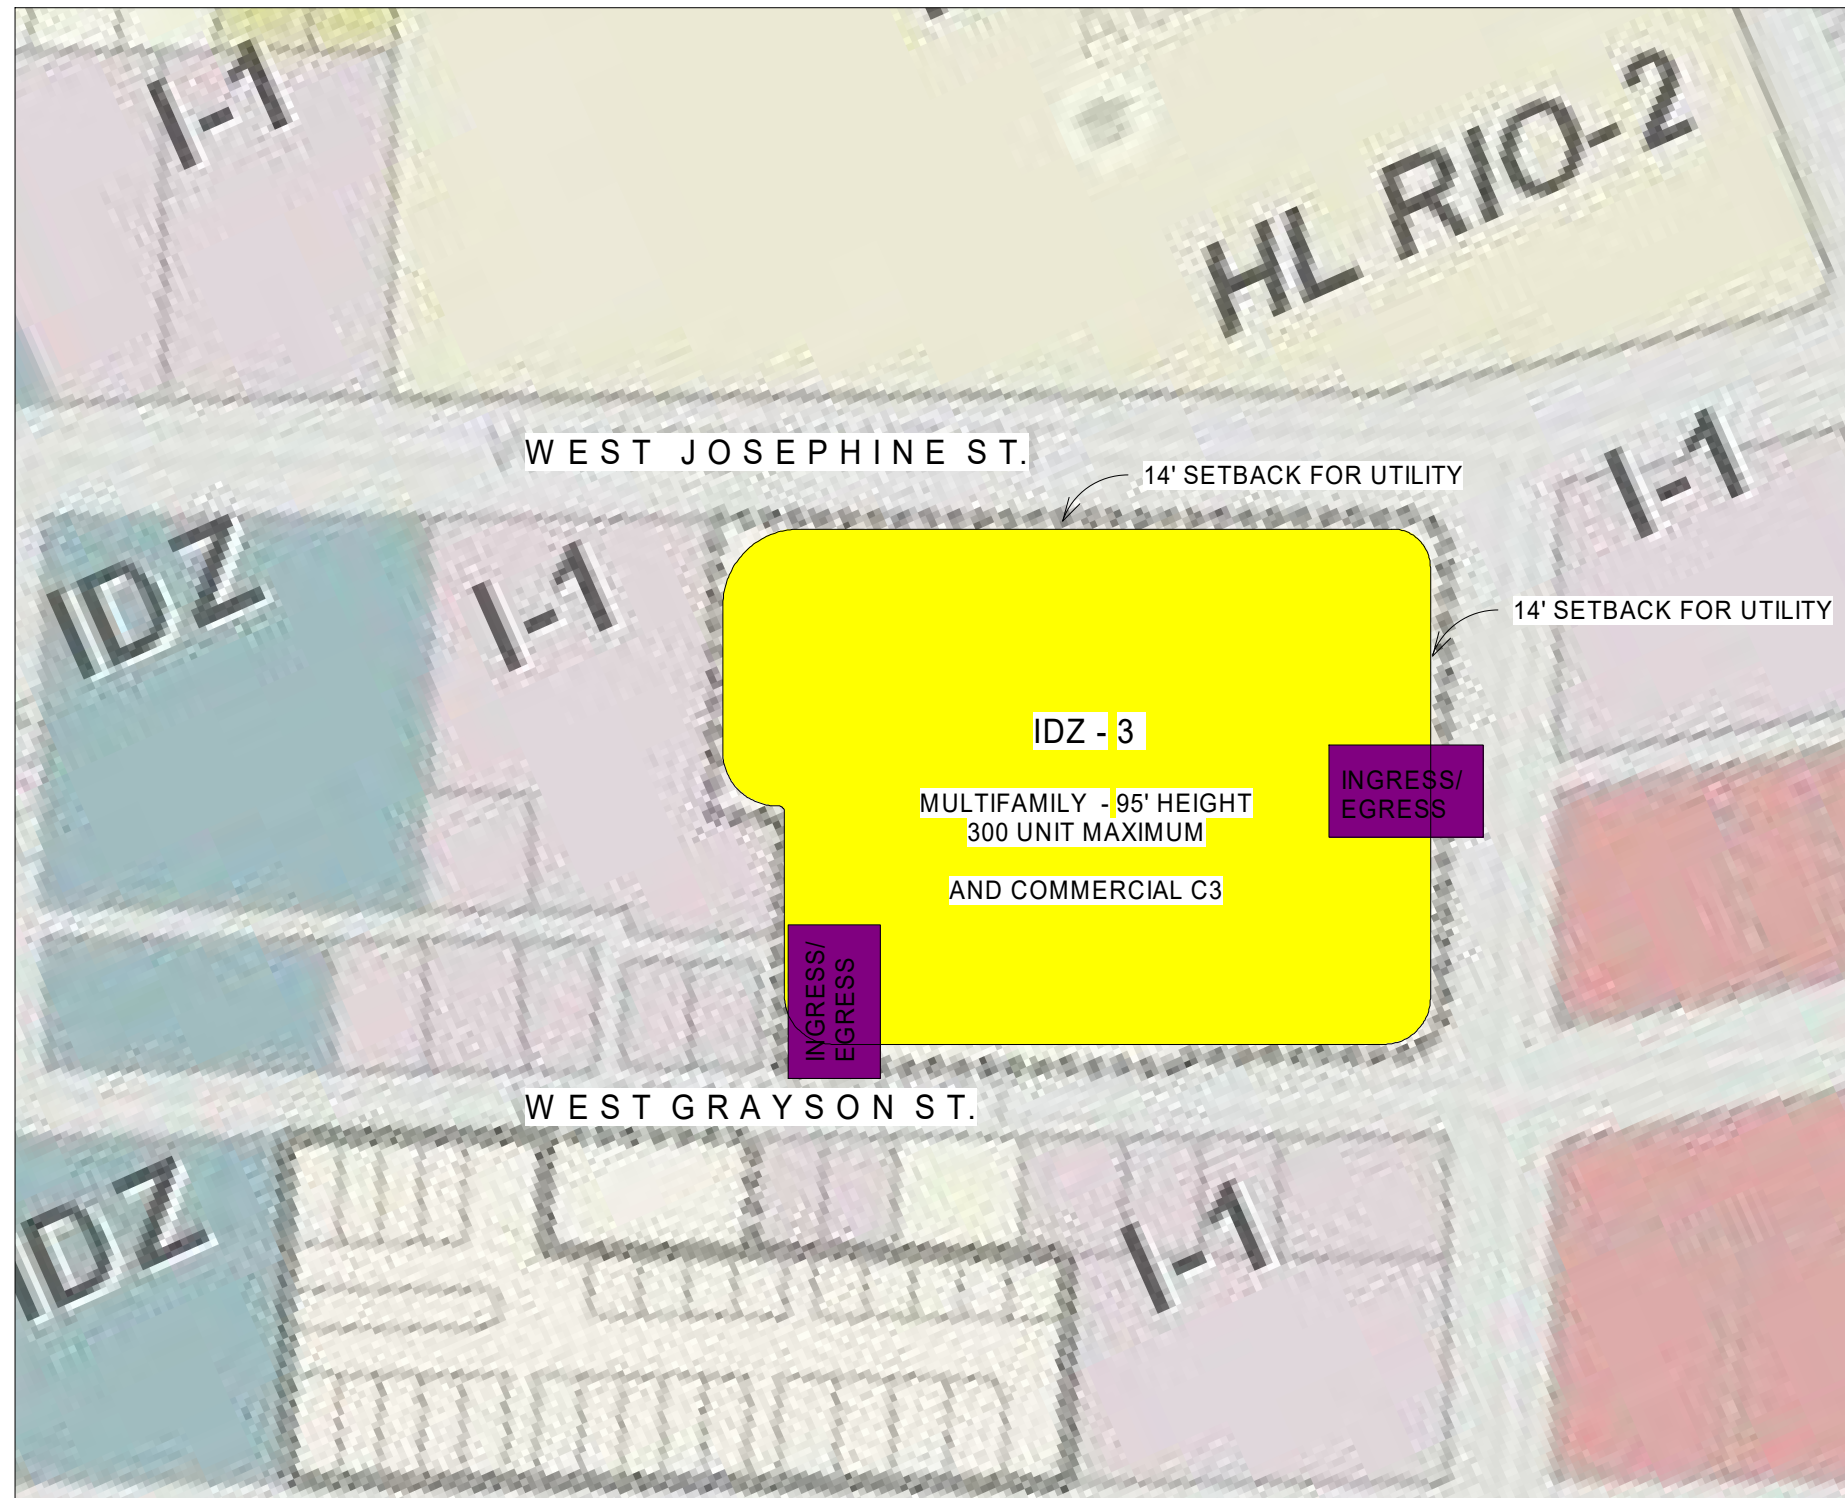 I-1
HL RIO-2
WEST JOSEPHINE ST.
14' SETBACK FOR UTILITY
I-1
IDZ
I-1
14' SETBACK FOR UTILITY
IDZ - 3
MULTIFAMILY - 95' HEIGHT
300 UNIT MAXIMUM
AND COMMERCIAL C3
INGRESS/
EGRESS
INGRESS/
EGRESS
WEST GRAYSON ST.
IDZ
I-1